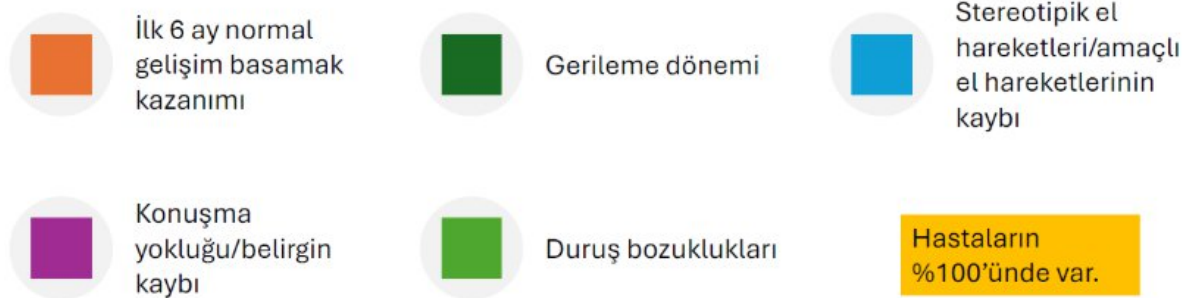 İlk 6 ay normal
gelişim basamak
kazanımı
Gerileme dönemi
Stereotipik el
hareketleri/amaçlı
el hareketlerinin
kaybı
Konuşma
yokluğu/belirgin
kaybı
Duruş bozuklukları
Hastaların
%100’ünde var.